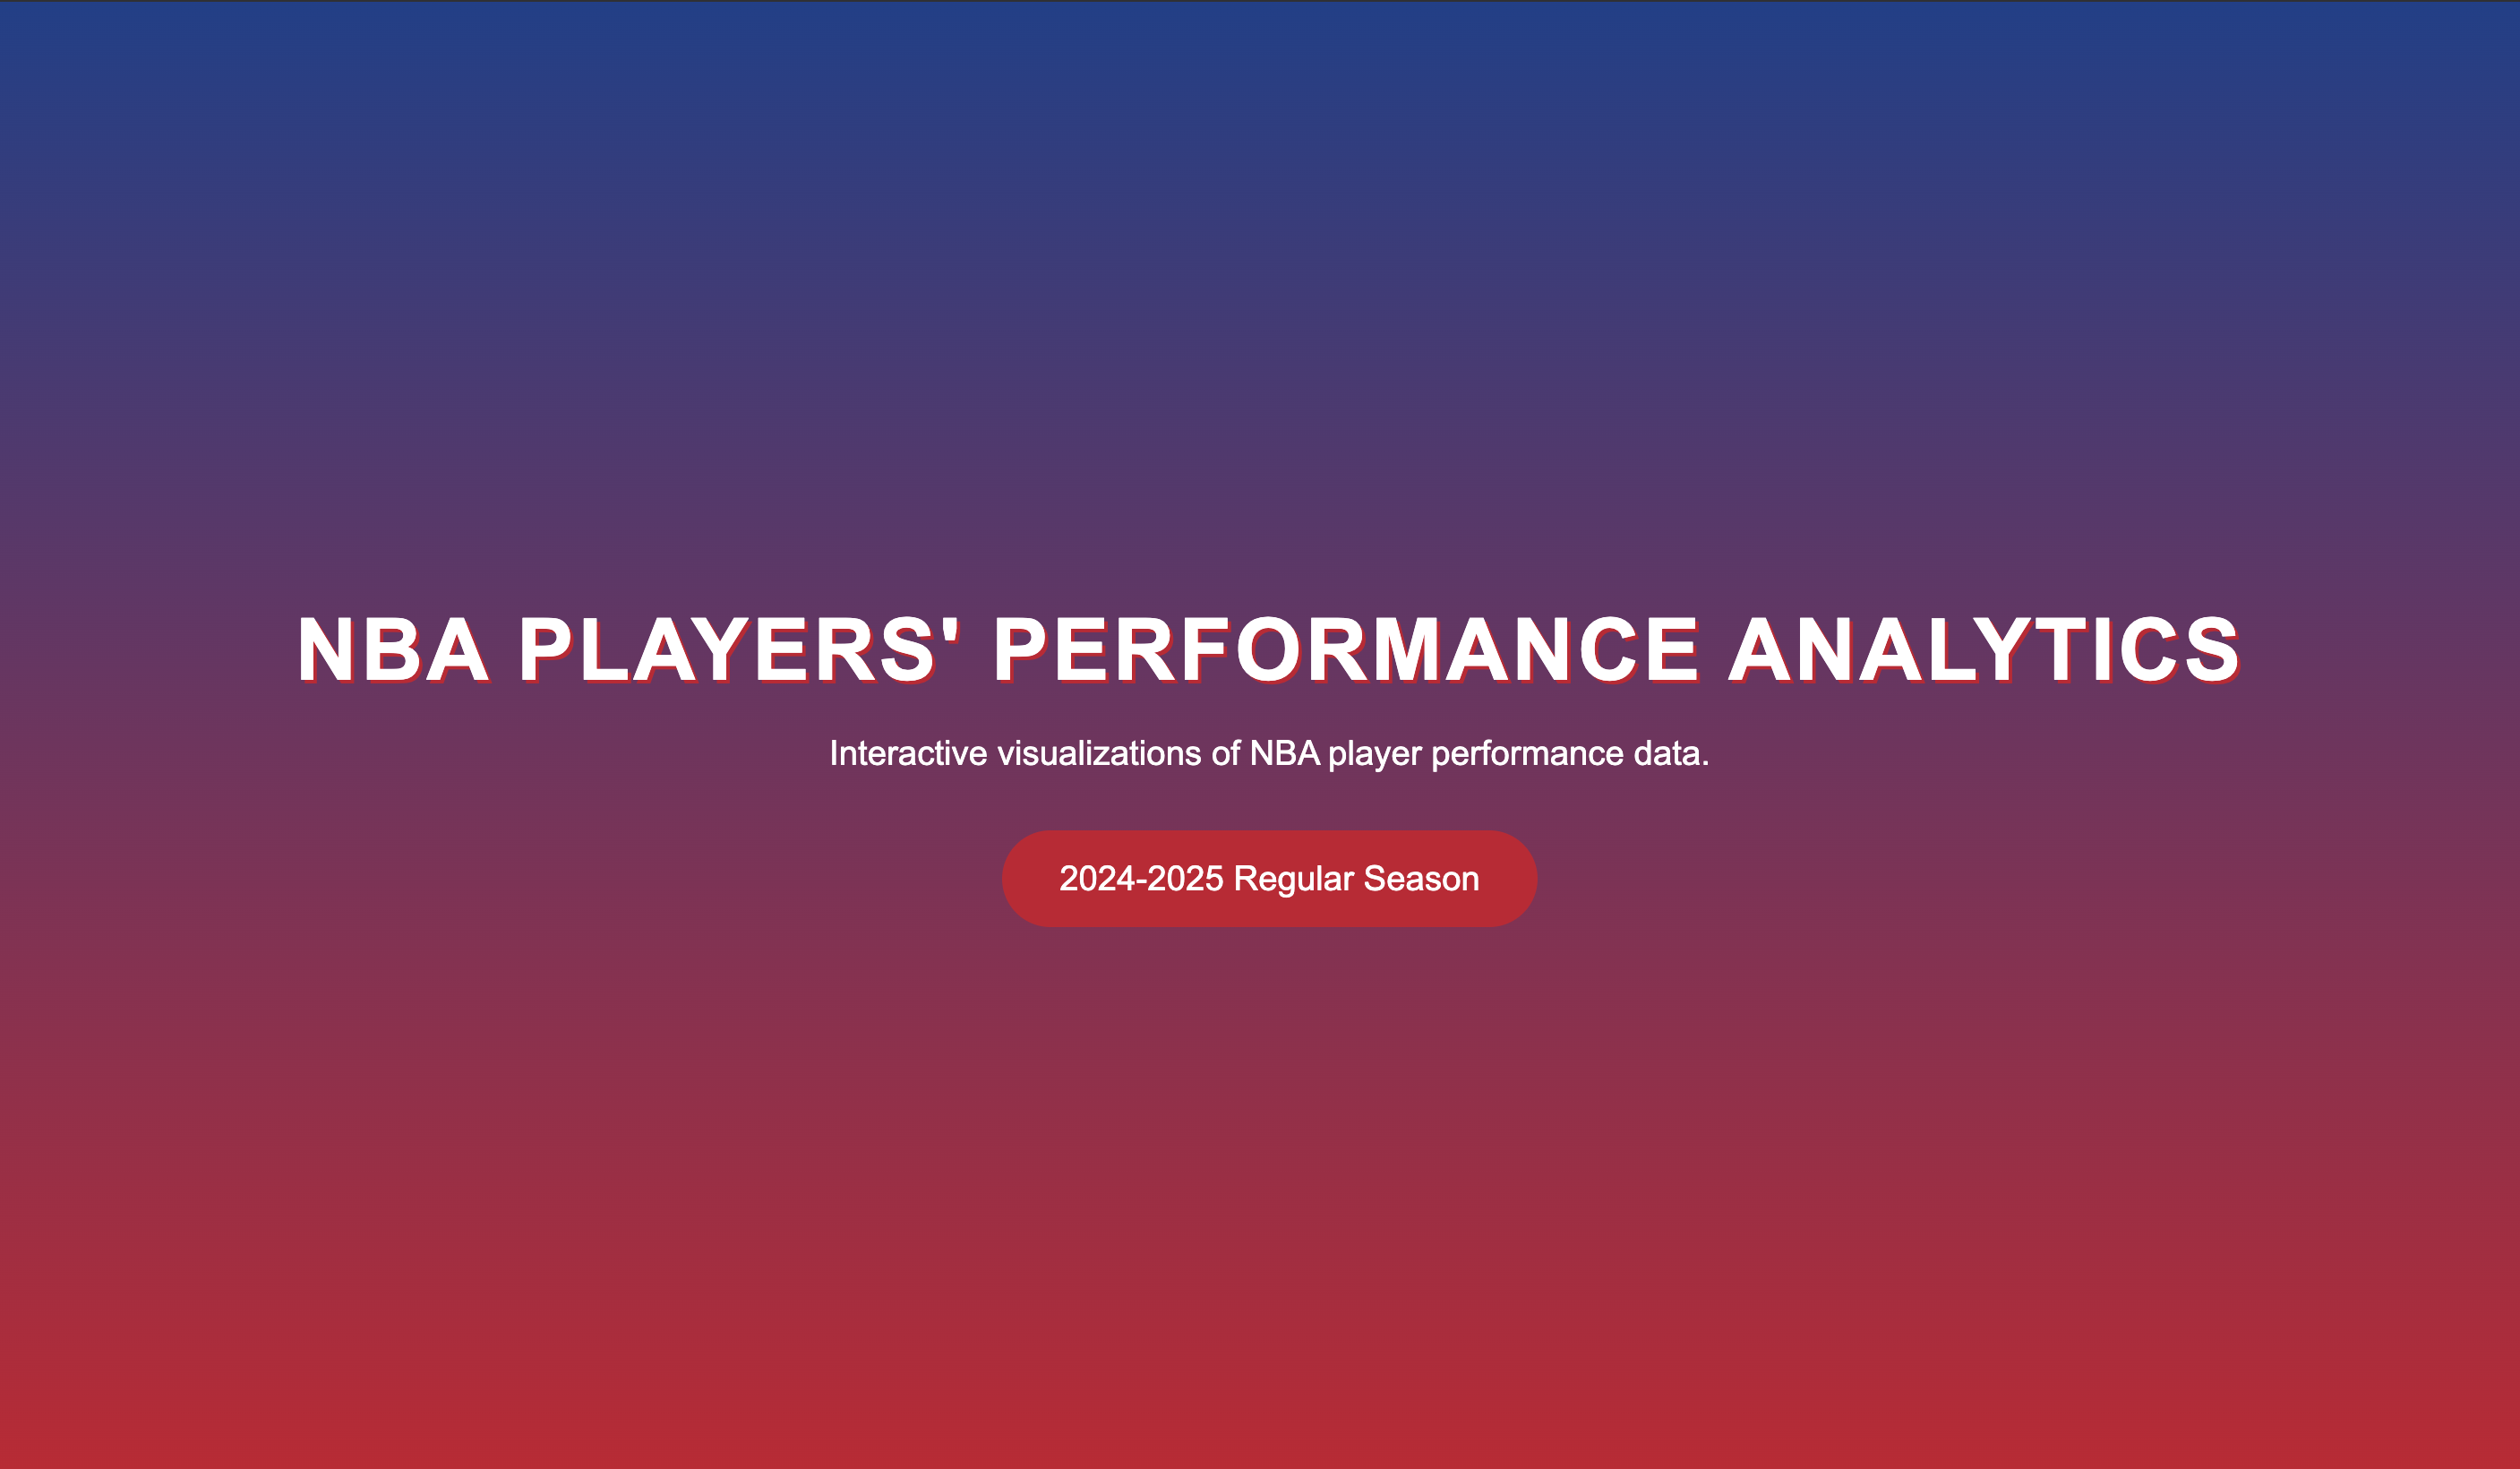 NBA PLAYERS' PERFORMANCE ANALYTICS
Interactive visualizations of NBA player performance data.
2024-2025 Regular Season